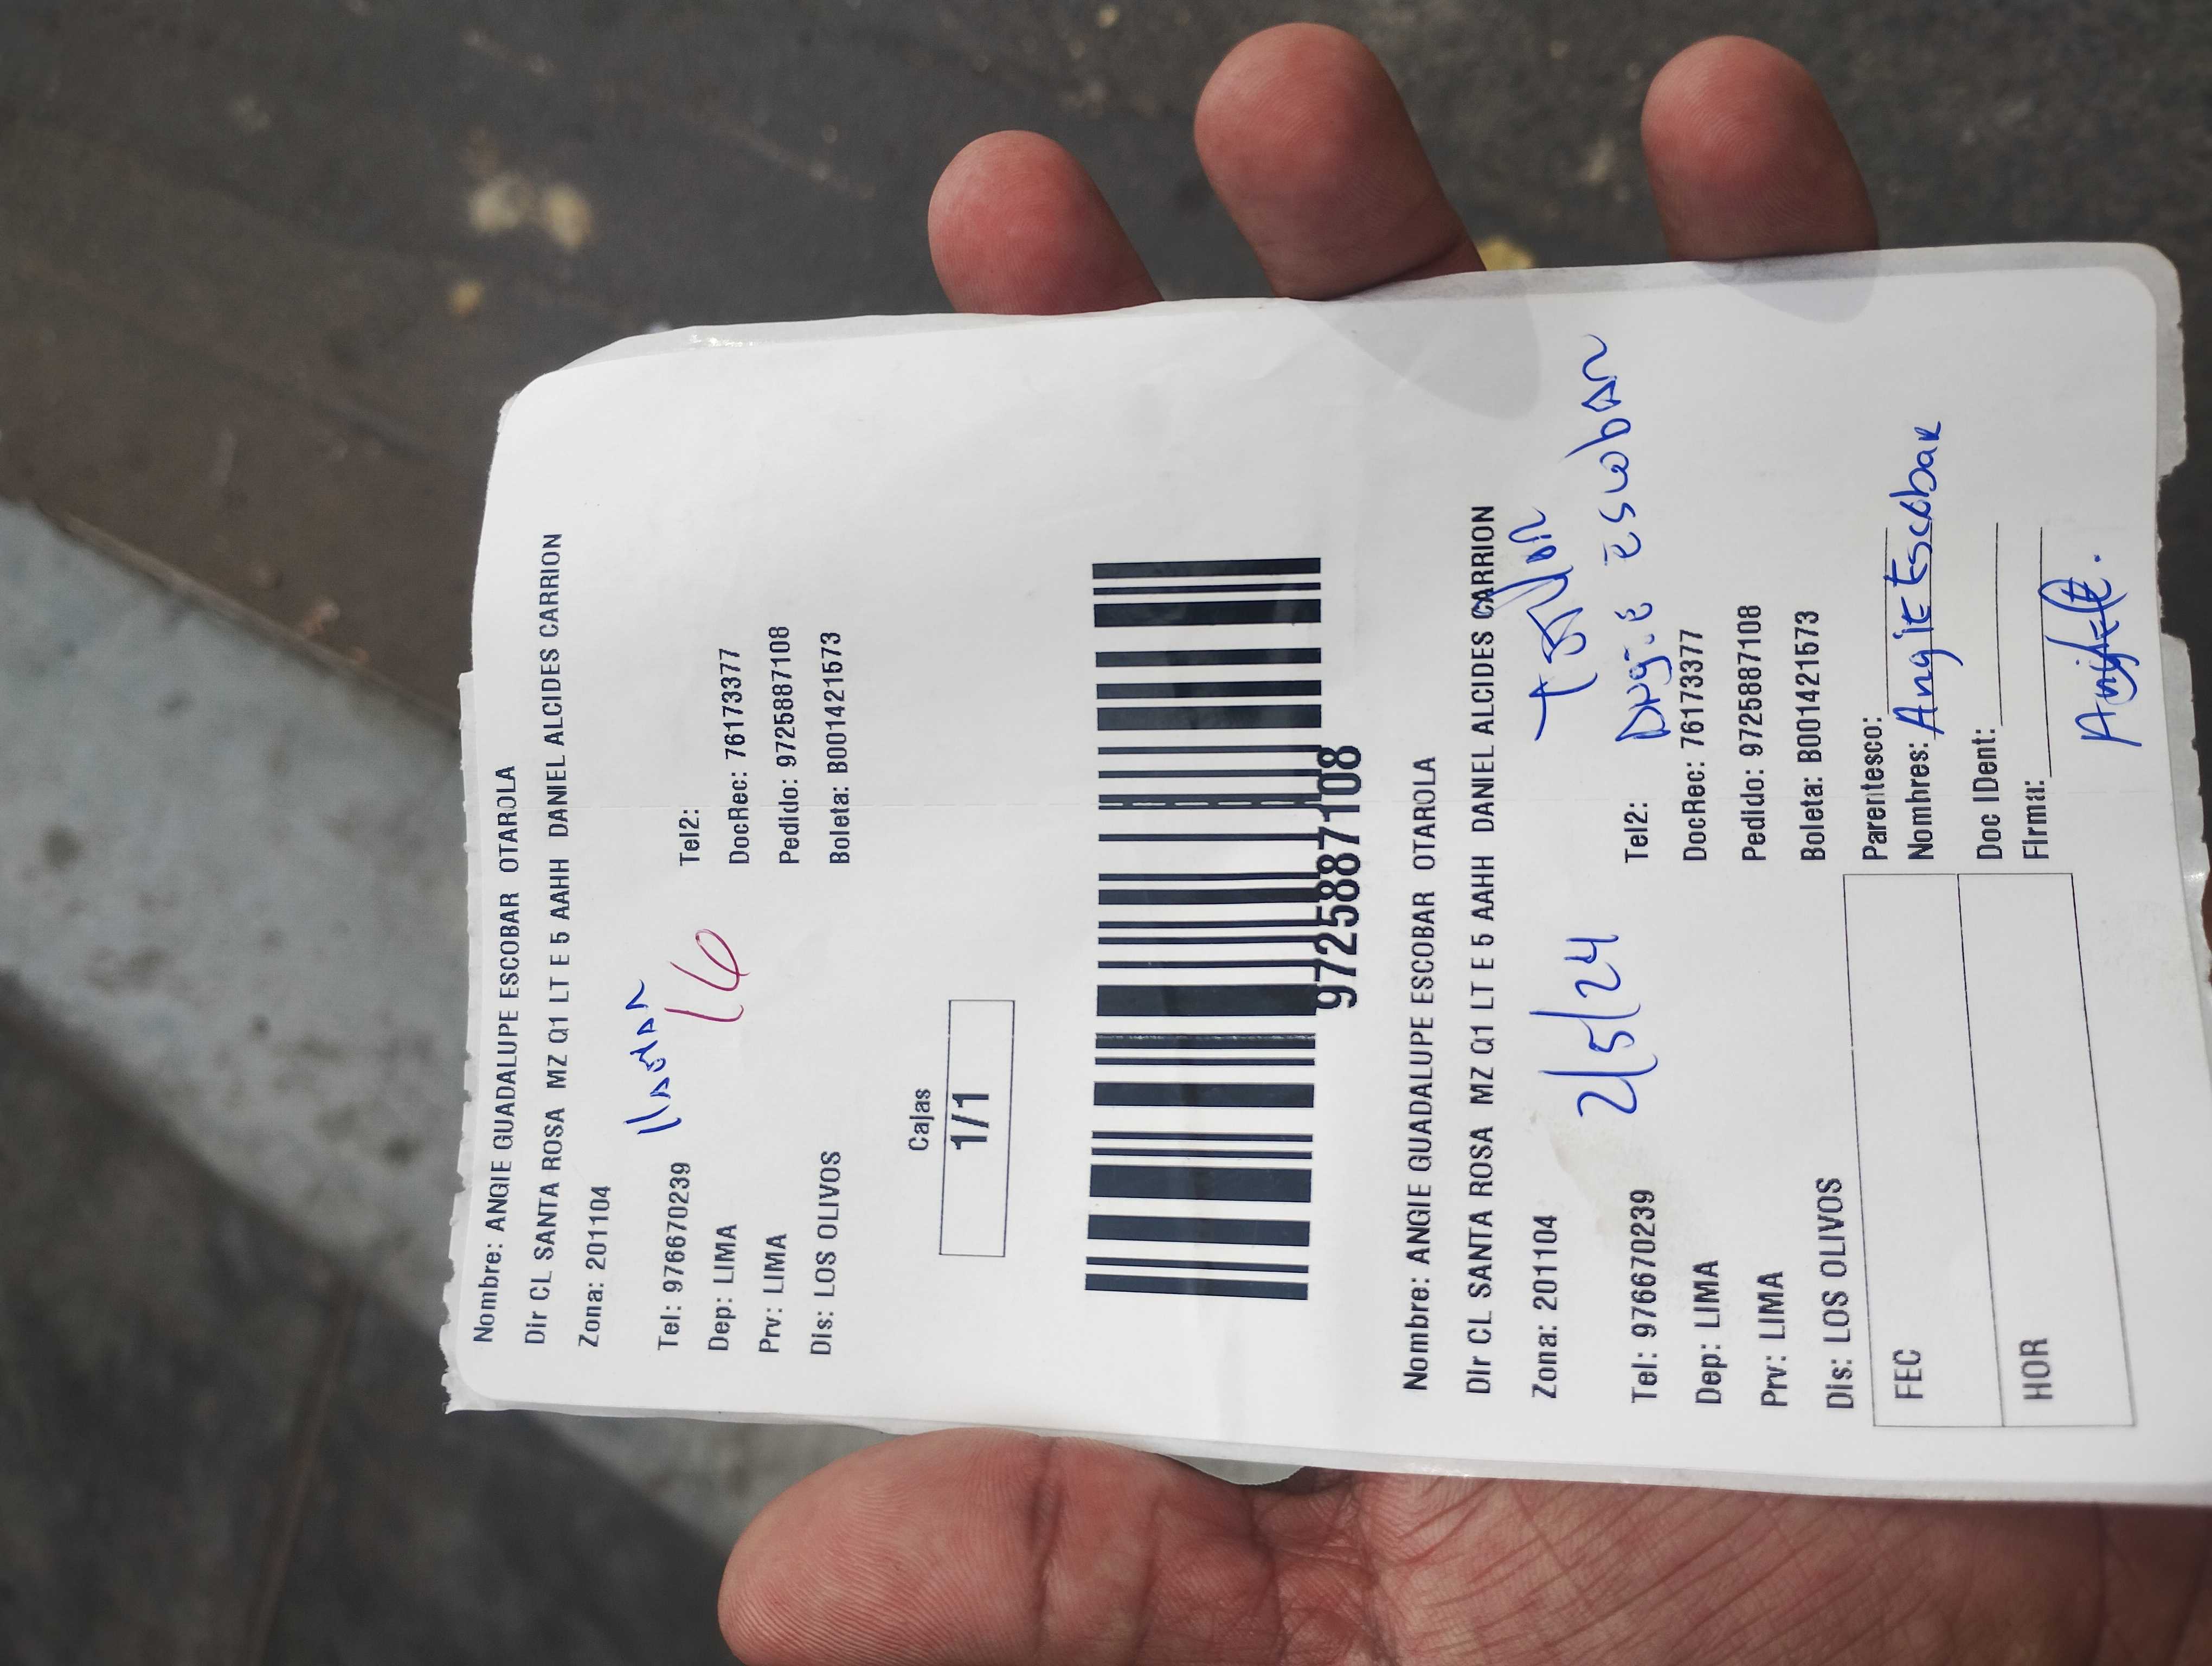 Nombre: ANGIE GUADALUPE ESCOBAR OTAROLA
Dir CL SANTA ROSA MZ Q1 LT E 5 AAHH DANIEL ALCIDES CARRION
Zona: 201104
Tel: 976670239 Tel2:
16
Dep: LIMA DocRec: 76173377
Prv: LIMA Pedido: 9725887108
Dis: LOS OLIVOS Boleta: B001421573
Cajas
1/1
9725887108
Nombre: ANGIE GUADALUPE ESCOBAR OTAROLA
Dir CL SANTA ROSA MZ Q1 LT E 5 AAHH DANIEL ALCIDES CARRION
Zona: 201104
21/5/24
Angie Escobar
Tel: 976670239 Tel2:
Dep: LIMA DocRec: 76173377
Prv: LIMA Pedido: 9725887108
Dis: LOS OLIVOS Boleta: B001421573
FEC
Parentesco:
Nombres: Angie Escobar
Doc IDent:
HOR
Firma: